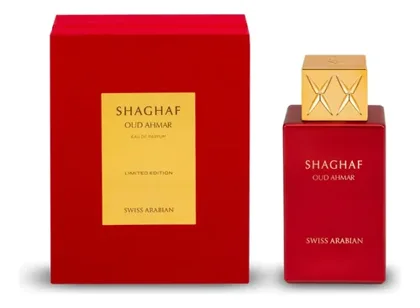 SHAGHAF
OUD AHMAR
EAU DE PARFUM
LIMITED EDITION
SWISS ARABIAN
SHAGHAF
OUD AHMAR
SWISS ARABIAN